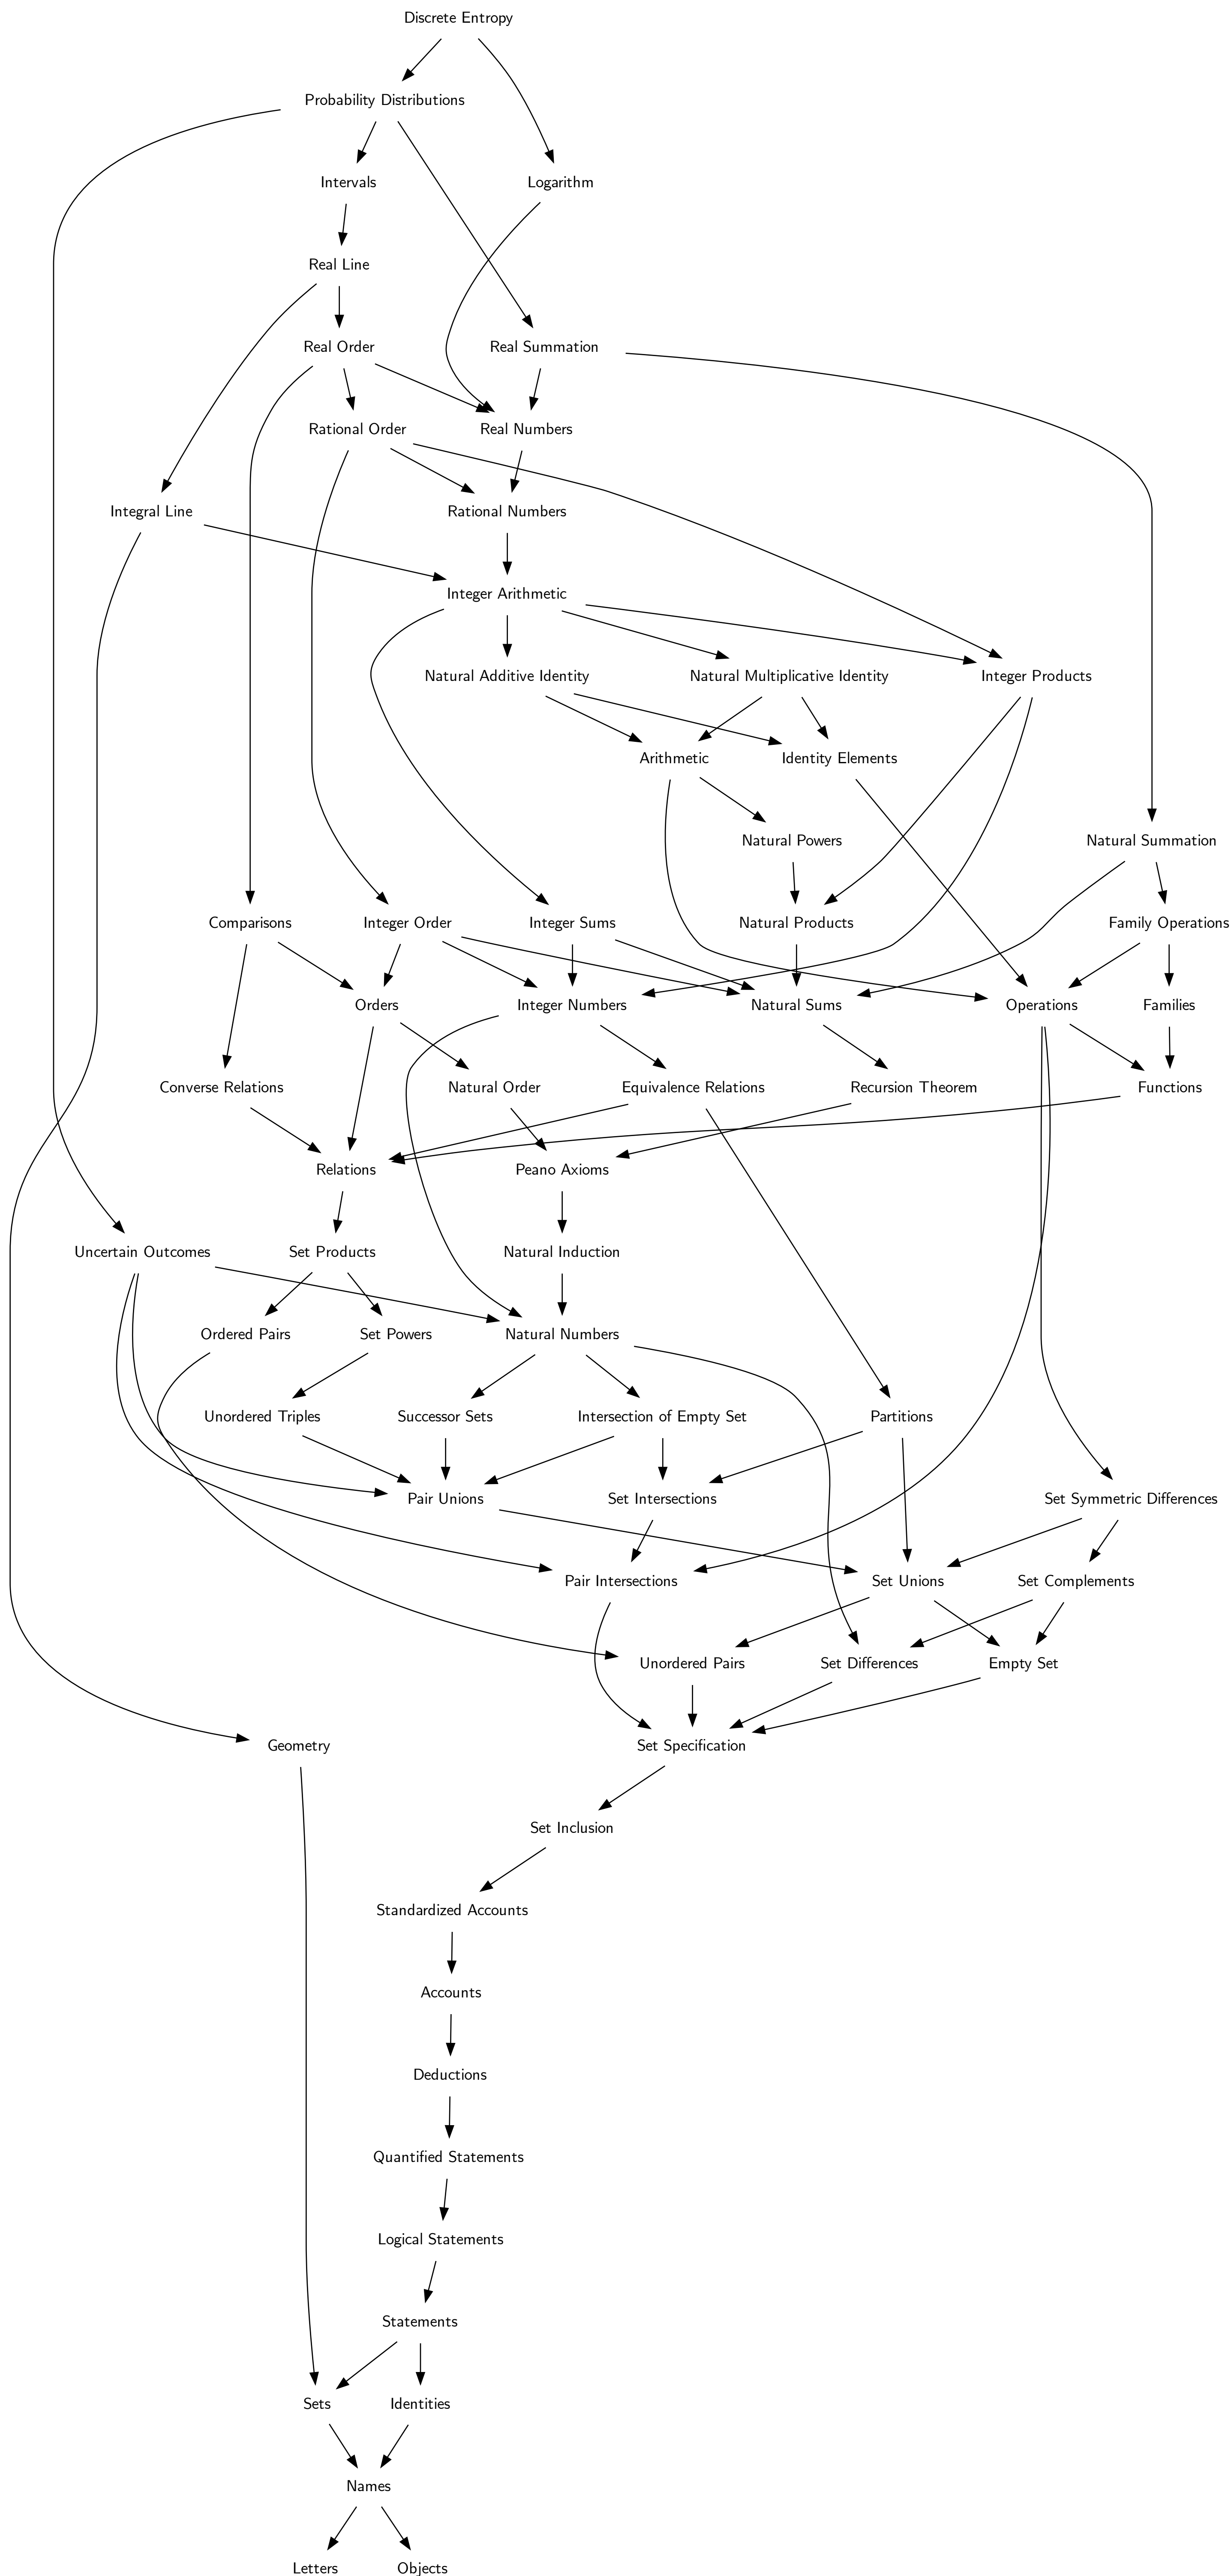 Discrete Entropy
Probability Distributions
Intervals
Logarithm
Real Line
Real Order
Real Summation
Rational Order
Real Numbers
Integral Line
Rational Numbers
Integer Arithmetic
Natural Additive Identity
Natural Multiplicative Identity
Integer Products
Arithmetic
Identity Elements
Natural Powers
Natural Summation
Comparisons
Integer Order
Integer Sums
Natural Products
Family Operations
Orders
Integer Numbers
Natural Sums
Operations
Families
Converse Relations
Natural Order
Equivalence Relations
Recursion Theorem
Functions
Relations
Peano Axioms
Uncertain Outcomes
Set Products
Natural Induction
Ordered Pairs
Set Powers
Natural Numbers
Unordered Triples
Successor Sets
Intersection of Empty Set
Partitions
Pair Unions
Set Intersections
Set Symmetric Differences
Pair Intersections
Set Unions
Set Complements
Unordered Pairs
Set Differences
Empty Set
Geometry
Set Specification
Set Inclusion
Standardized Accounts
Accounts
Deductions
Quantified Statements
Logical Statements
Statements
Sets
Identities
Names
Letters
Objects